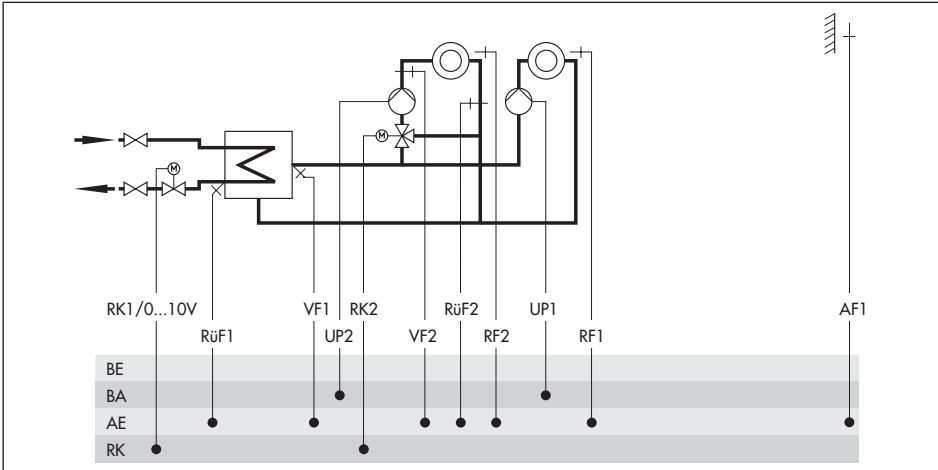 M
M
RK1/0...10V VF1 RK2 RüF2 UP1 AF1
RüF1 UP2 VF2 RF2 RF1
BE
BA
AE
RK